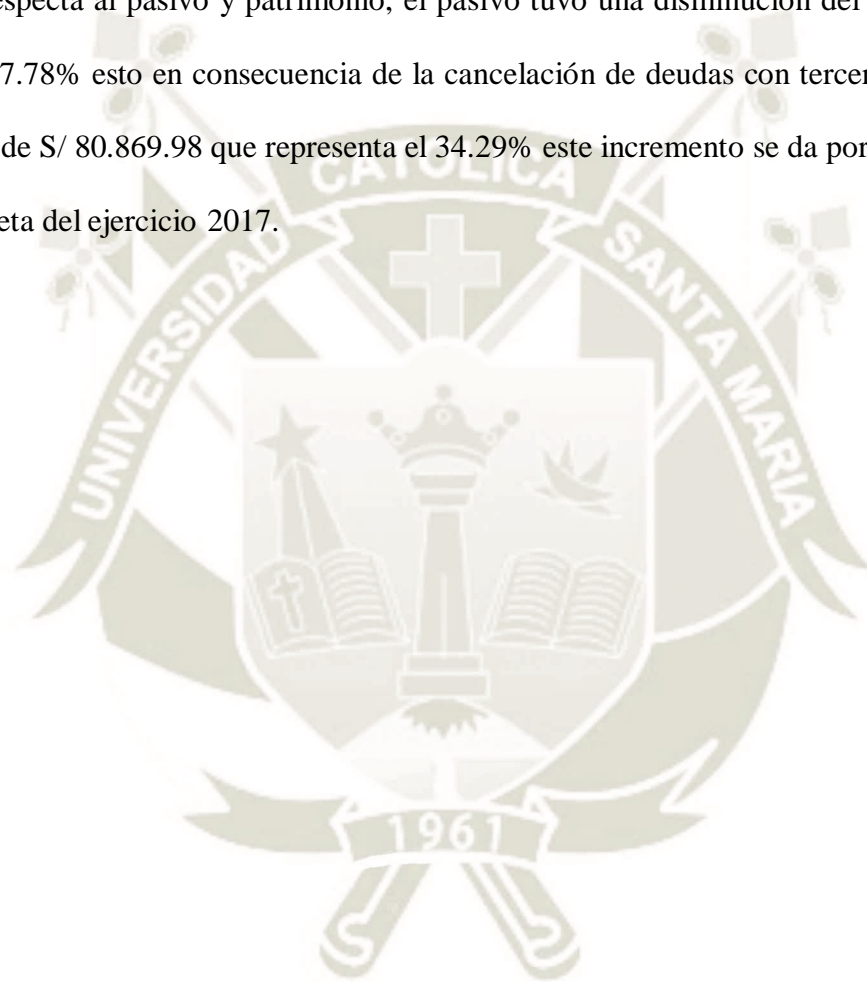 especta al pasivo y patrimonio, el pasivo tuvo una disminución del
7.78% esto en consecuencia de la cancelación de deudas con tercer
de S/ 80.869.98 que representa el 34.29% este incremento se da por
eta del ejercicio 2017.
UNIVERSIDAD CATOLICA SANTA MARIA
1961